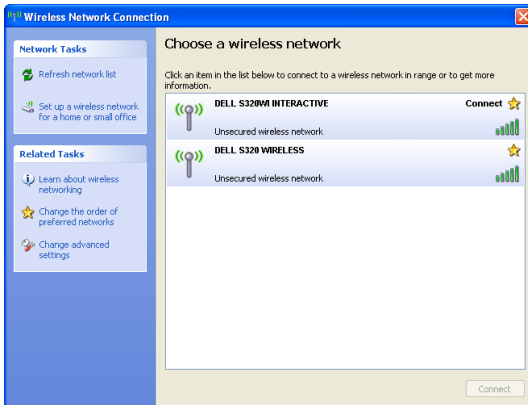 Wireless Network Connection
Network Tasks
Refresh network list
Set up a wireless network
for a home or small office
Related Tasks
Learn about wireless
networking
Change the order of
preferred networks
Change advanced
settings
Choose a wireless network
Click an item in the list below to connect to a wireless network in range or to get more
information.
DELL S320WI INTERACTIVE Connect
Unsecured wireless network
DELL S320 WIRELESS
Unsecured wireless network
Connect